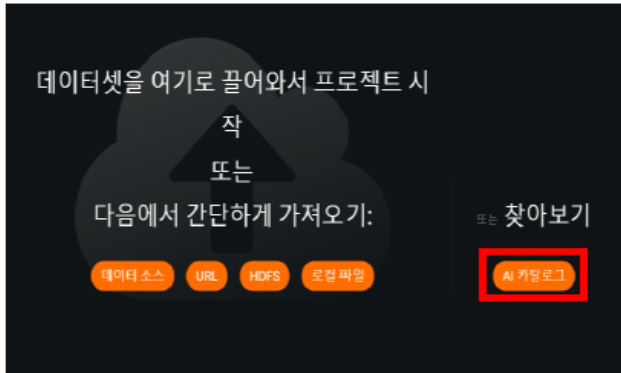 데이터셋을 여기로 끌어와서 프로젝트 시
작
또는
다음에서 간단하게 가져오기:
데이터 소스 URL HDFS 로컬 파일
또는 찾아보기
AI 카탈로그